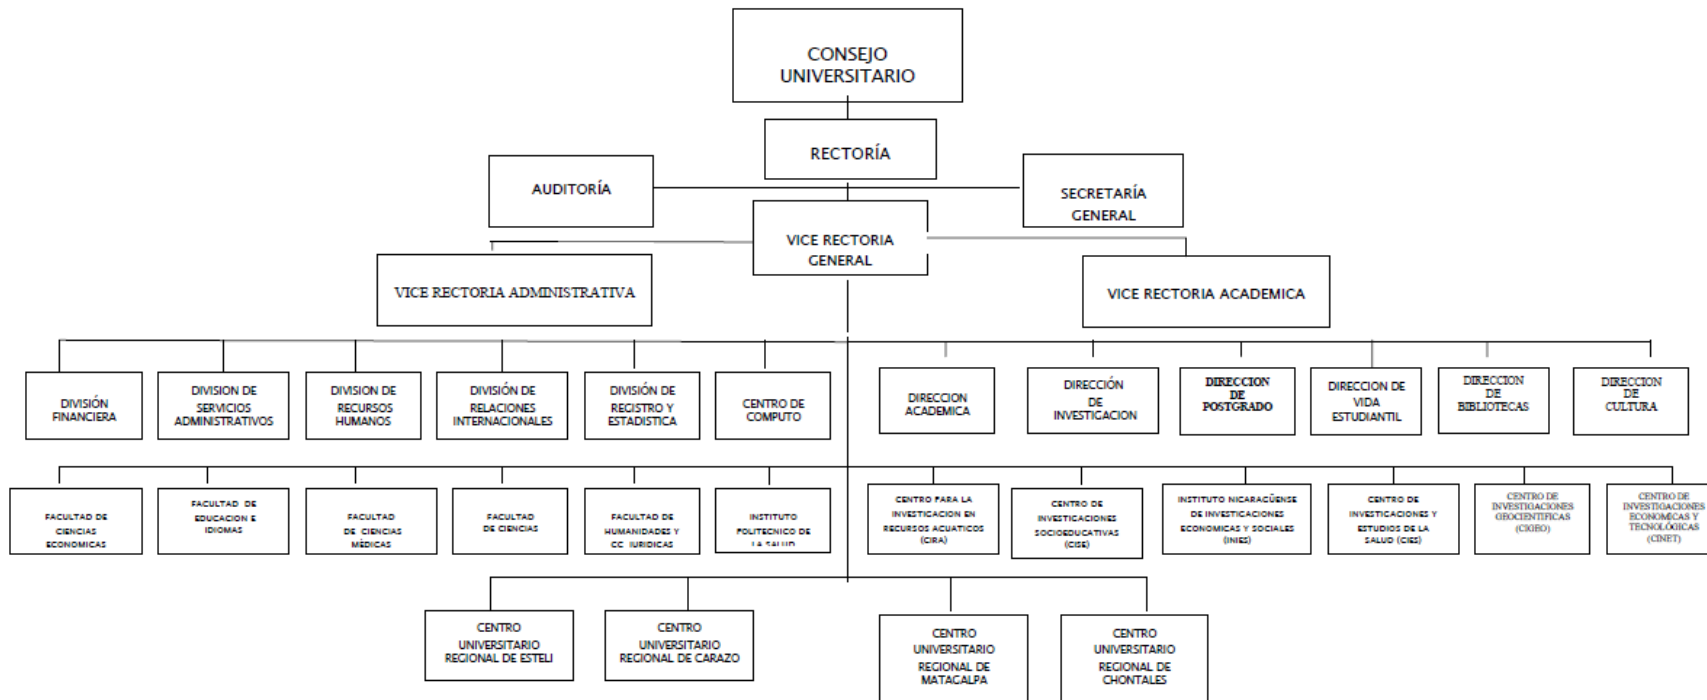 CONSEJO
UNIVERSITARIO
RECTORÍA
AUDITORÍA
SECRETARÍA
GENERAL
VICE RECTORIA
GENERAL
VICE RECTORIA ADMINISTRATIVA
VICE RECTORIA ACADEMICA
DIVISIÓN
FINANCIERA
DIVISION DE
SERVICIOS
ADMINISTRATIVOS
DIVISION DE
RECURSOS
HUMANOS
DIVISIÓN DE
RELACIONES
INTERNACIONALES
DIVISIÓN DE
REGISTRO Y
ESTADISTICA
CENTRO DE
COMPUTO
DIRECCION
ACADEMICA
DIRECCIÓN
DE
INVESTIGACION
DIRECCION
DE
POSTGRADO
DIRECCION DE
VIDA
ESTUDIANTIL
DIRECCION
DE
BIBLIOTECAS
DIRECCION
DE
CULTURA
FACULTAD DE
CIENCIAS
ECONOMICAS
FACULTAD DE
EDUCACION E
IDIOMAS
FACULTAD
DE CIENCIAS
MÉDICAS
FACULTAD
DE CIENCIAS
FACULTAD DE
HUMANIDADES Y
CC JURIDICAS
INSTITUTO
POLITECNICO DE
LA SALUD
CENTRO PARA LA
INVESTIGACION EN
RECURSOS ACUATICOS
(CIRA)
CENTRO DE
INVESTIGACIONES
SOCIOEDUCATIVAS
(CISE)
INSTITUTO NICARAGÜENSE
DE INVESTIGACIONES
ECONOMICAS Y SOCIALES
(INIES)
CENTRO DE
INVESTIGACIONES Y
ESTUDIOS DE LA
SALUD (CIES)
CENTRO DE
INVESTIGACIONES
GEOCIENTIFICAS
(CIGEO)
CENTRO DE
INVESTIGACIONES
ECONOMICAS Y
TECNOLÓGICAS
(CINET)
CENTRO
UNIVERSITARIO
REGIONAL DE ESTELI
CENTRO
UNIVERSITARIO
REGIONAL DE CARAZO
CENTRO
UNIVERSITARIO
REGIONAL DE
MATAGALPA
CENTRO
UNIVERSITARIO
REGIONAL DE
CHONTALES